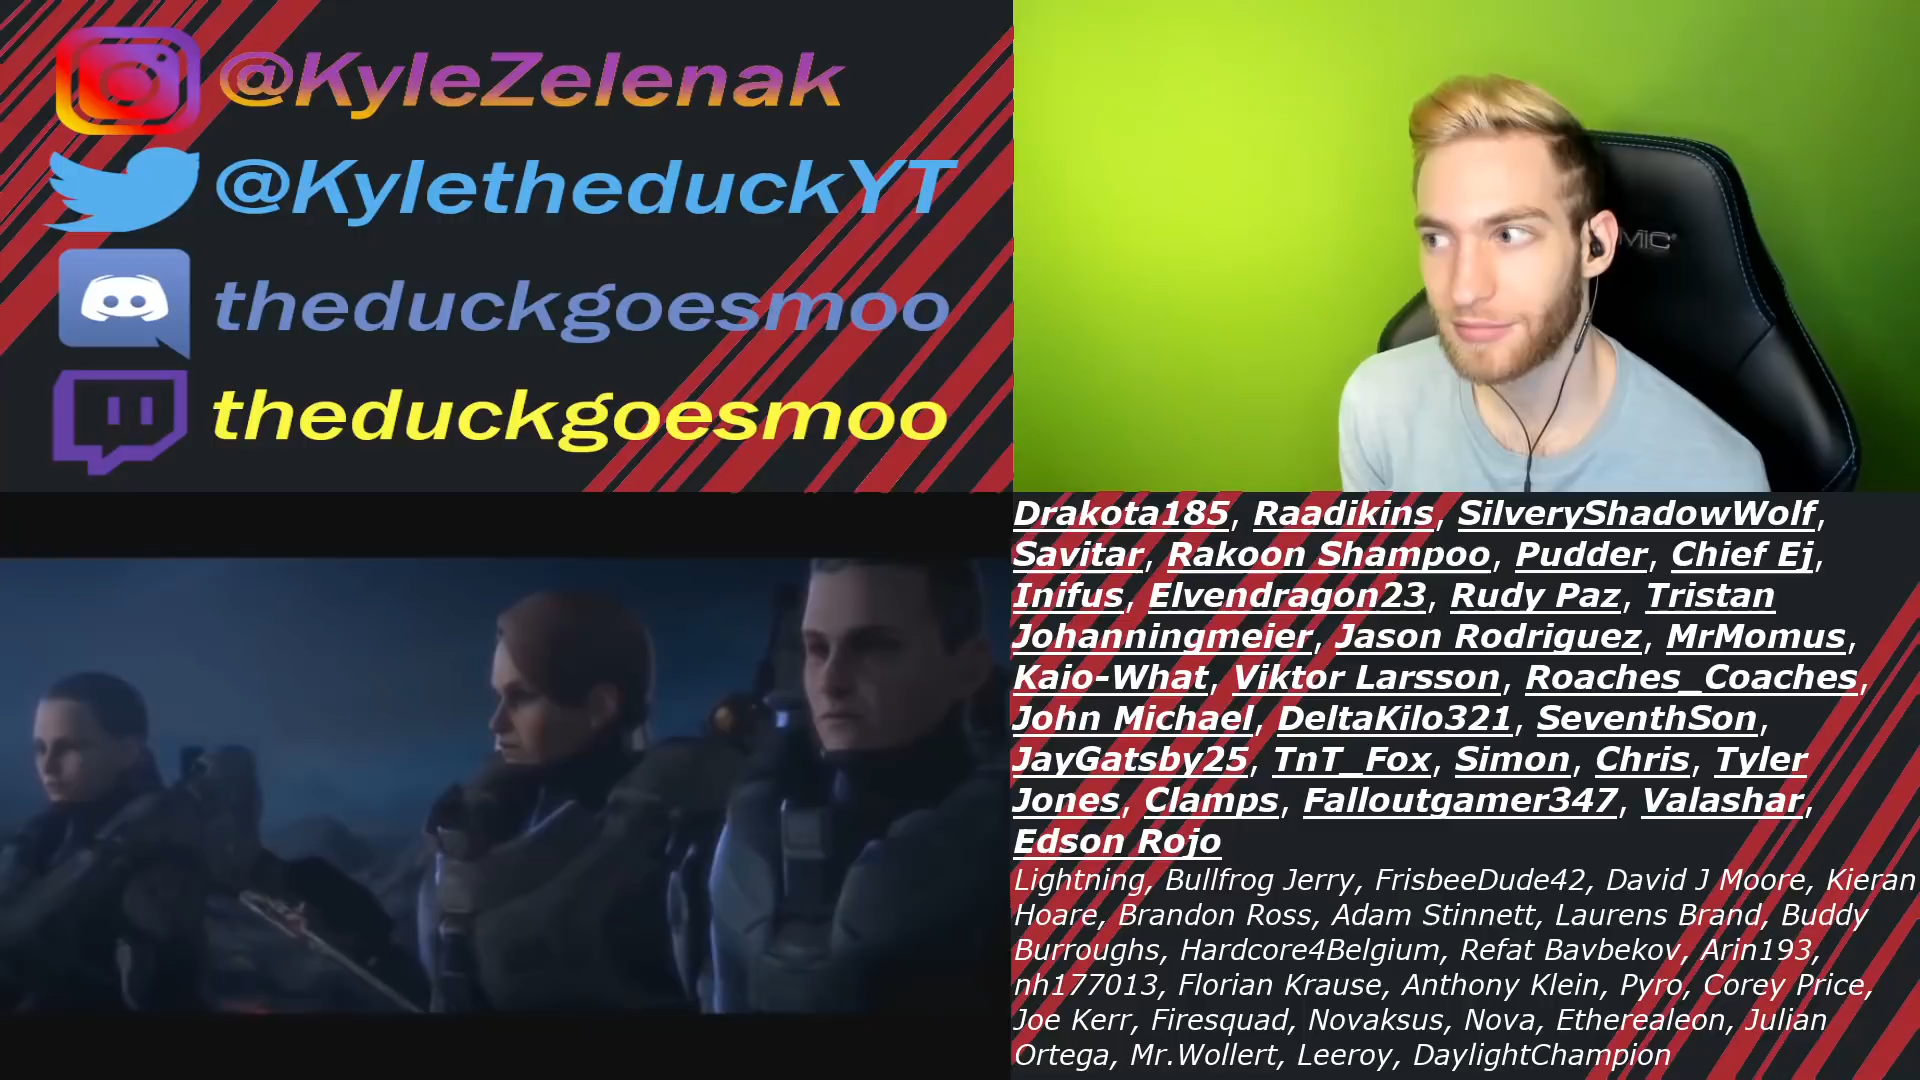 @KyleZelenak
@KyletheduckYT
theduckgoesmoo
theduckgoesmoo
MIC
Drakota185, Raadikins, SilveryShadowWolf,
Savitar, Rakoon Shampoo, Pudder, Chief Ej,
Inifus, Elvendragon23, Rudy Paz, Tristan
Johanningmeier, Jason Rodriguez, MrMomus,
Kaio-What, Viktor Larsson, Roaches_Coaches,
John Michael, DeltaKilo321, SeventhSon,
JayGatsby25, TnT_Fox, Simon, Chris, Tyler
Jones, Clamps, Falloutgamer347, Valashar,
Edson Rojo
Lightning, Bullfrog Jerry, FrisbeeDude42, David J Moore, Kieran
Hoare, Brandon Ross, Adam Stinnett, Laurens Brand, Buddy
Burroughs, Hardcore4Belgium, Refat Bavbekov, Arin193,
nh177013, Florian Krause, Anthony Klein, Pyro, Corey Price,
Joe Kerr, Firesquad, Novaksus, Nova, Etherealeon, Julian
Ortega, Mr.Wollert, Leeroy, DaylightChampion